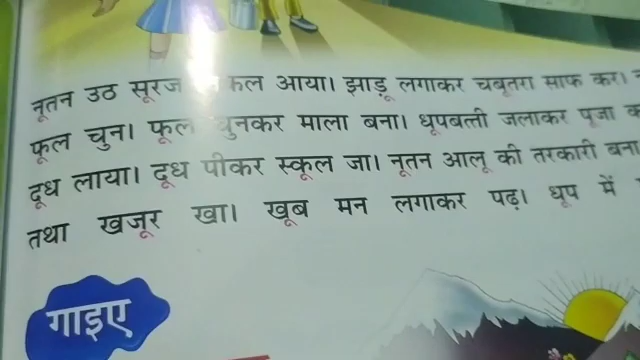 नूतन उठ सूरज कल आया। झाड़ू लगाकर चबूतरा साफ कर।
फूल चुन। फूल चुनकर माला बना। धूपबत्ती जलाकर पूजा
दूध लाया। दूध पीकर स्कूल जा। नूतन आलू की तरकारी बना
तथा खजूर खा। खूब मन लगाकर पढ़। धूप में
गाइए